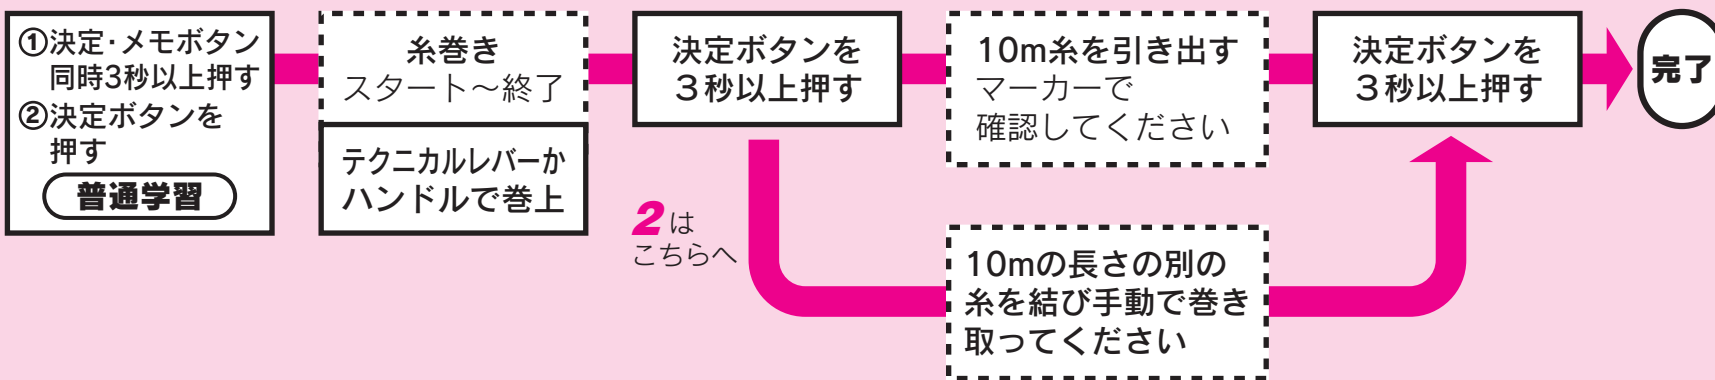 ①決定・メモボタン
同時3秒以上押す
②決定ボタンを
押す
普通学習
糸巻き
スタート〜終了
テクニカルレバーか
ハンドルで巻上
決定ボタンを
3秒以上押す
10m糸を引き出す
マーカーで
確認してください
決定ボタンを
3秒以上押す
完了
2は
こちらへ
10mの長さの別の
糸を結び手動で巻き
取ってください